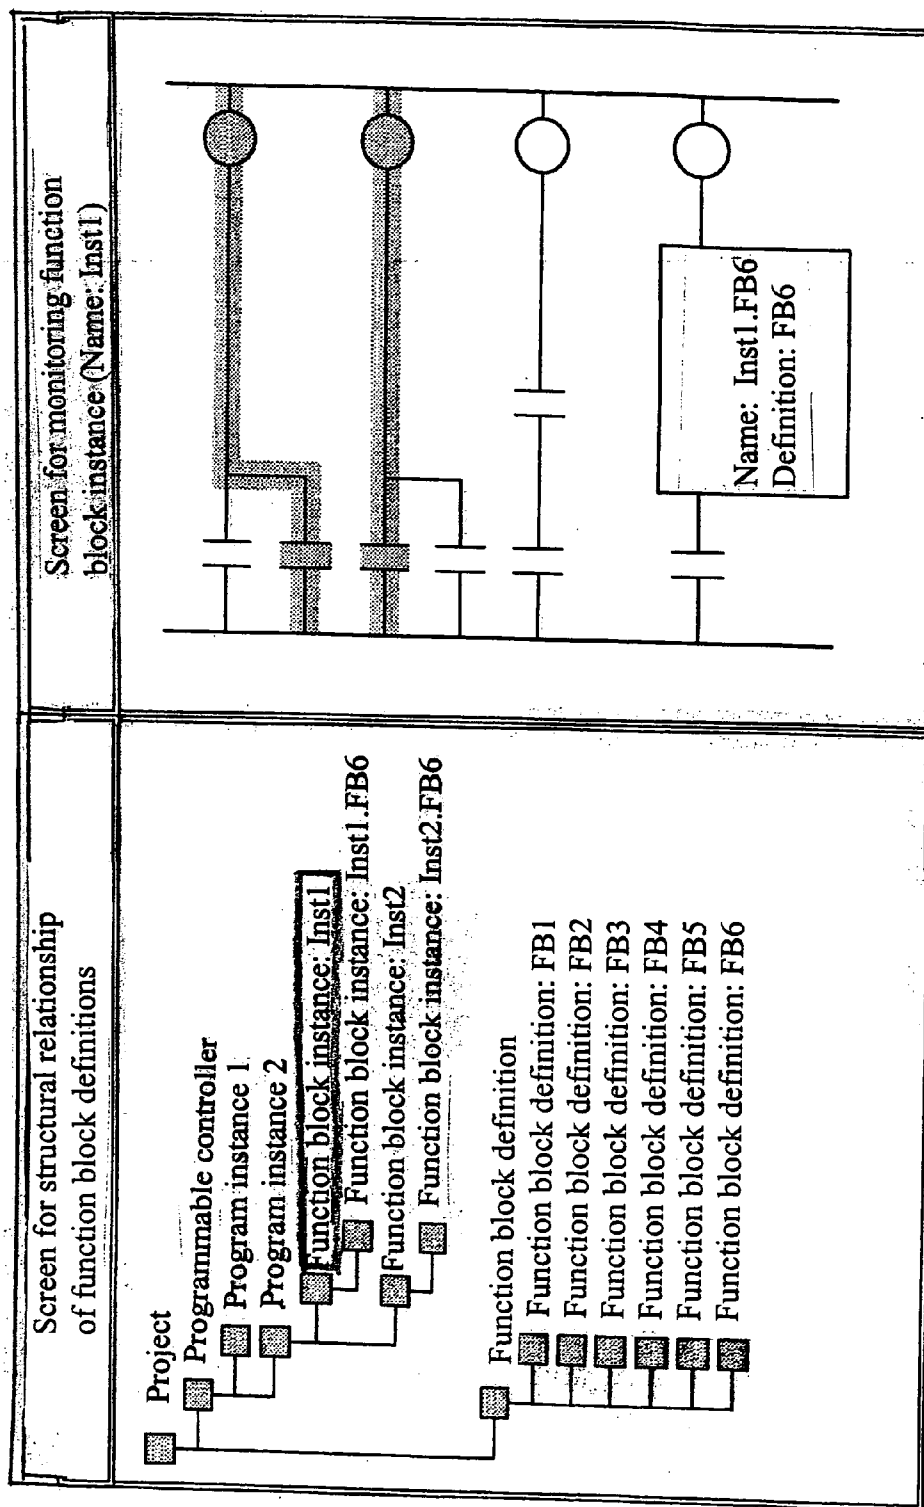 Screen for structural relationship
of function block definitions
Project
Programmable controller
Program instance 1
Program instance 2
Function block instance: Inst1
Function block instance: Inst1.FB6
Function block instance: Inst2
Function block instance: Inst2.FB6
Function block definition
Function block definition: FB1
Function block definition: FB2
Function block definition: FB3
Function block definition: FB4
Function block definition: FB5
Function block definition: FB6
Screen for monitoring function
block instance (Name: Inst1)
Name: Inst1.FB6
Definition: FB6